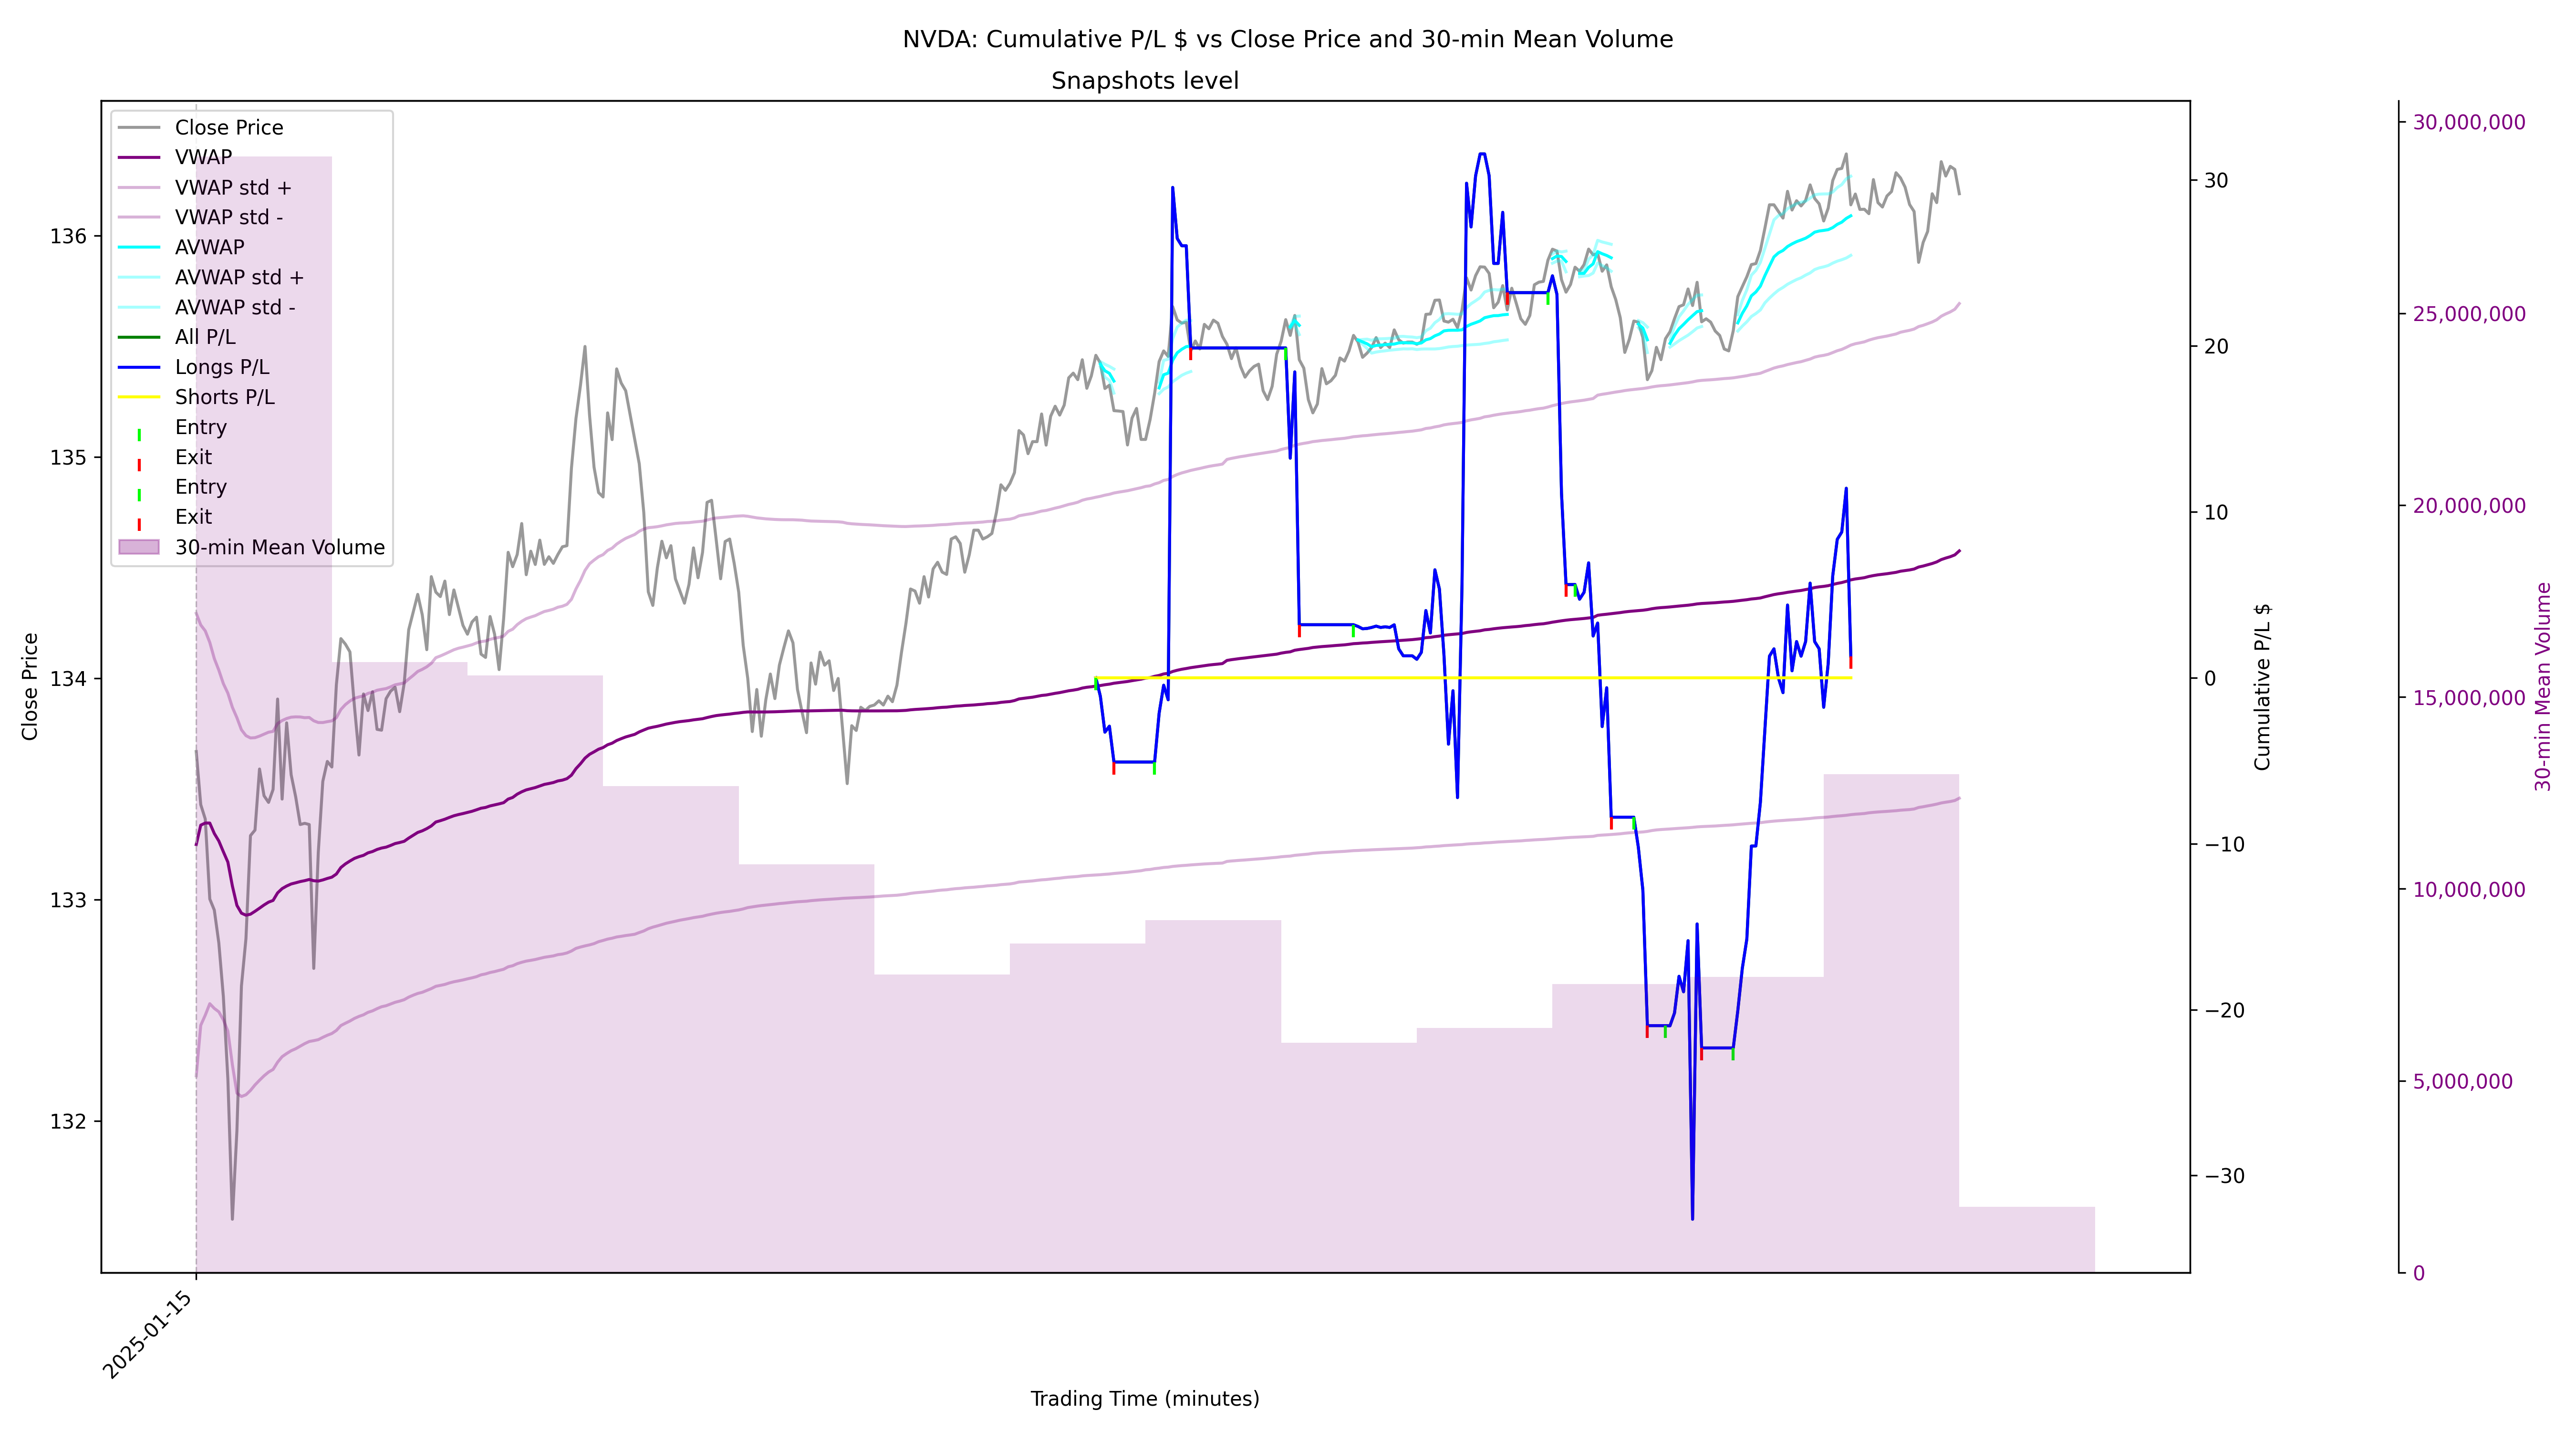 NVDA: Cumulative P/L $ vs Close Price and 30-min Mean Volume
Snapshots level
Close Price
VWAP
VWAP std +
VWAP std -
AVWAP
AVWAP std +
AVWAP std -
All P/L
Longs P/L
Shorts P/L
Entry
Exit
Entry
Exit
30-min Mean Volume
136
135
134
133
132
Close Price
30
20
10
0
−10
−20
−30
Cumulative P/L $
30,000,000
25,000,000
20,000,000
15,000,000
10,000,000
5,000,000
0
30-min Mean Volume
2025-01-15
Trading Time (minutes)